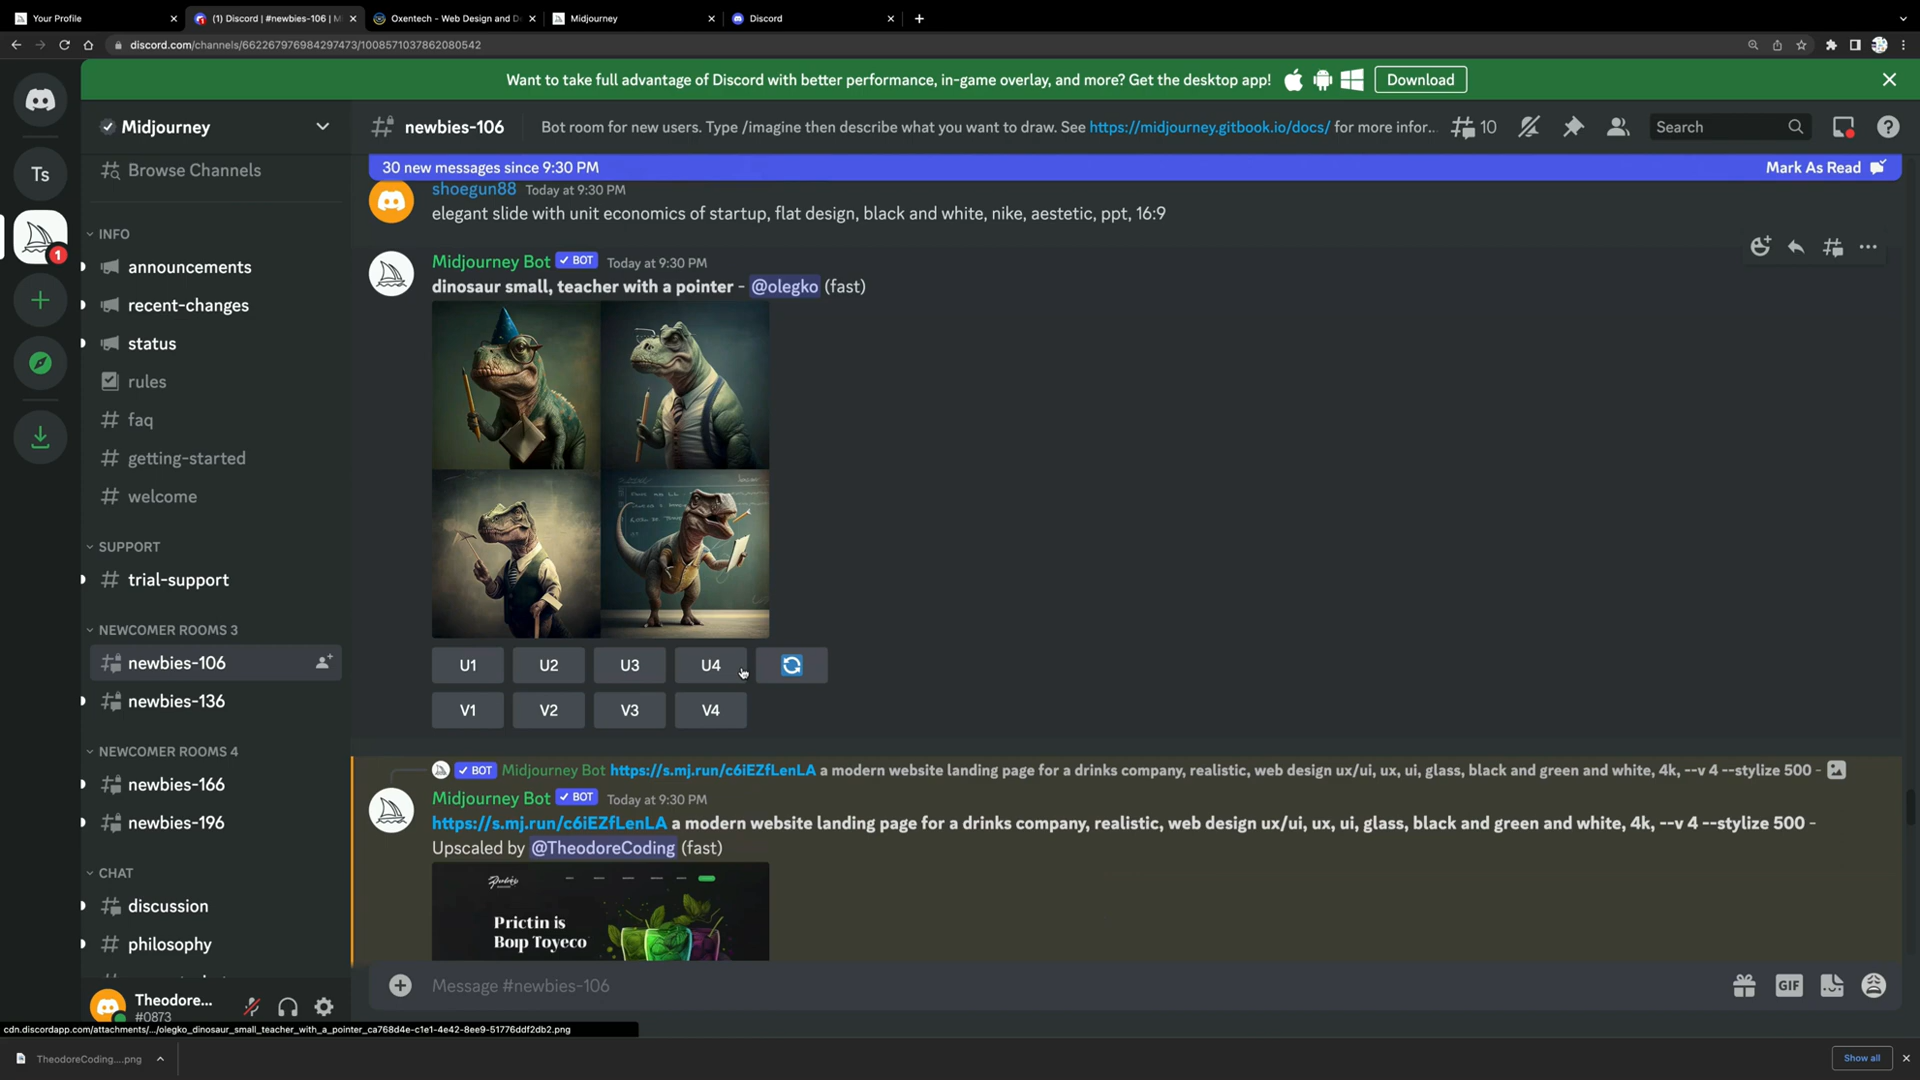 Your Profile
(1) Discord | #newbies-106 | M
Oxentech - Web Design and D
Midjourney
Discord
discord.com/channels/662267976984297473/1008571037862080542
Want to take full advantage of Discord with better performance, in-game overlay, and more? Get the desktop app!
Download
Midjourney
newbies-106
Bot room for new users. Type /imagine then describe what you want to draw. See https://midjourney.gitbook.io/docs/ for more infor...
10
Search
30 new messages since 9:30 PM
Mark As Read
Browse Channels
INFO
announcements
recent-changes
status
rules
faq
getting-started
welcome
SUPPORT
trial-support
NEWCOMER ROOMS 3
newbies-106
newbies-136
NEWCOMER ROOMS 4
newbies-166
newbies-196
CHAT
discussion
philosophy
Ts
1
shoegun88 Today at 9:30 PM
elegant slide with unit economics of startup, flat design, black and white, nike, aestetic, ppt, 16:9
Midjourney Bot BOT Today at 9:30 PM
dinosaur small, teacher with a pointer - @olegko (fast)
U1 U2 U3 U4
V1 V2 V3 V4
BOT Midjourney Bot https://s.mj.run/c6iEZfLenLA a modern website landing page for a drinks company, realistic, web design ux/ui, ux, ui, glass, black and green and white, 4k, --v 4 --stylize 500 -
Midjourney Bot BOT Today at 9:30 PM
https://s.mj.run/c6iEZfLenLA a modern website landing page for a drinks company, realistic, web design ux/ui, ux, ui, glass, black and green and white, 4k, --v 4 --stylize 500 -
Upscaled by @TheodoreCoding (fast)
Prictin is
Boıp Toyeco
Message #newbies-106
GIF
Theodore...
#0873
cdn.discordapp.com/attachments/.../olegko_dinosaur_small_teacher_with_a_pointer_ca768d4e-c1e1-4e42-8ee9-51776ddf2db2.png
TheodoreCoding....png
Show all